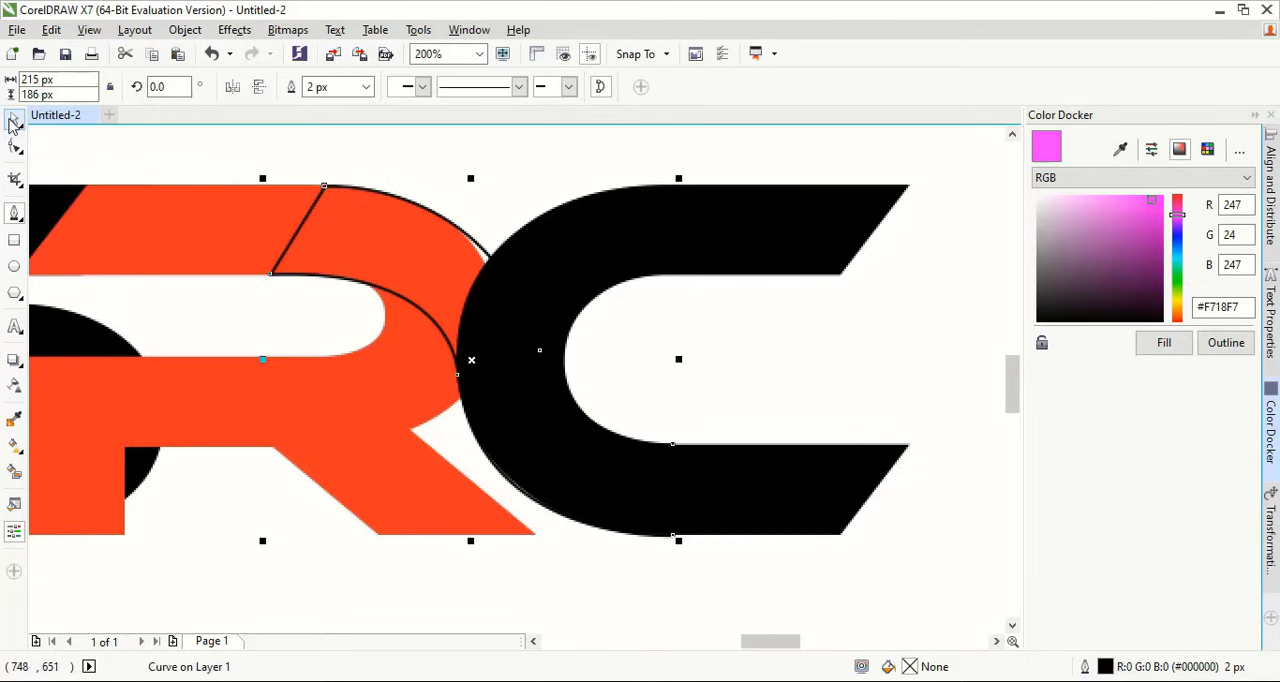 CorelDRAW X7 (64-Bit Evaluation Version) - Untitled-2
File Edit View Layout Object Effects Bitmaps Text Table Tools Window Help
200% Snap To
215 px
186 px
0.0 °
2 px
Untitled-2
Color Docker
RGB
R 247
G 24
B 247
#F718F7
Fill Outline
Align and Distribute
Text Properties
Color Docker
Transformati...
RC
1 of 1 Page 1
( 748 , 651 ) Curve on Layer 1 None R:0 G:0 B:0 (#000000) 2 px